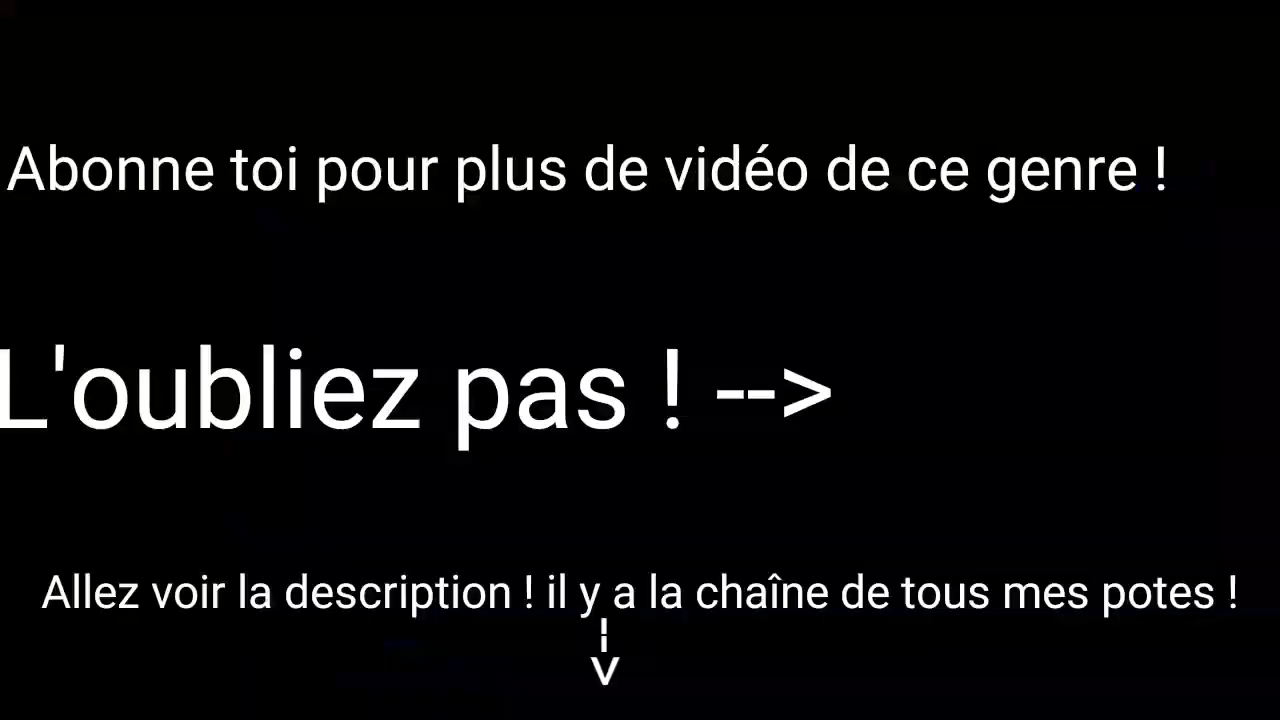 Abonne toi pour plus de vidéo de ce genre !
L'oubliez pas ! -->
Allez voir la description ! il y a la chaîne de tous mes potes !
¦
v